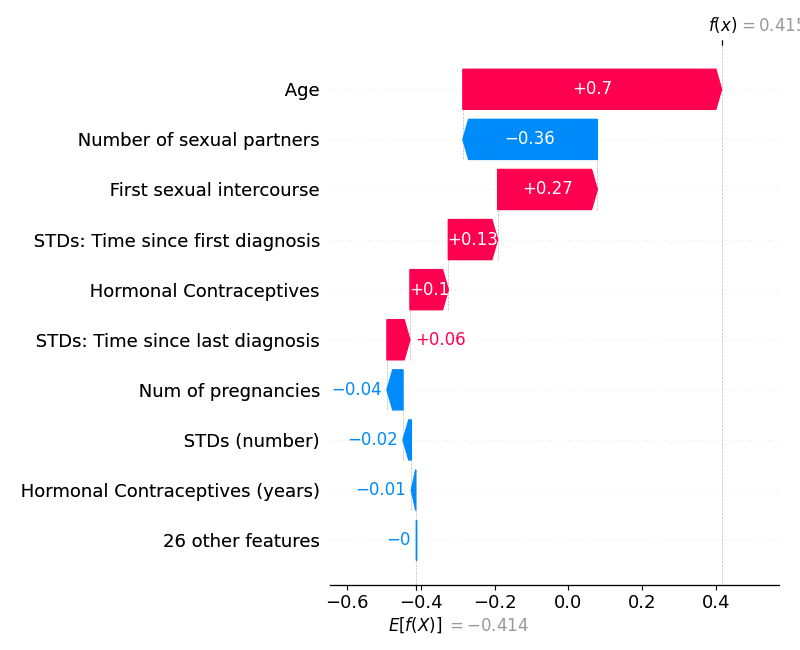 f(x) = 0.415
Age
+0.7
Number of sexual partners
−0.36
First sexual intercourse
+0.27
STDs: Time since first diagnosis
+0.13
Hormonal Contraceptives
+0.1
STDs: Time since last diagnosis
+0.06
Num of pregnancies
−0.04
STDs (number)
−0.02
Hormonal Contraceptives (years)
−0.01
26 other features
−0
−0.6 −0.4 −0.2 0.0 0.2 0.4
E[f(X)] = −0.414